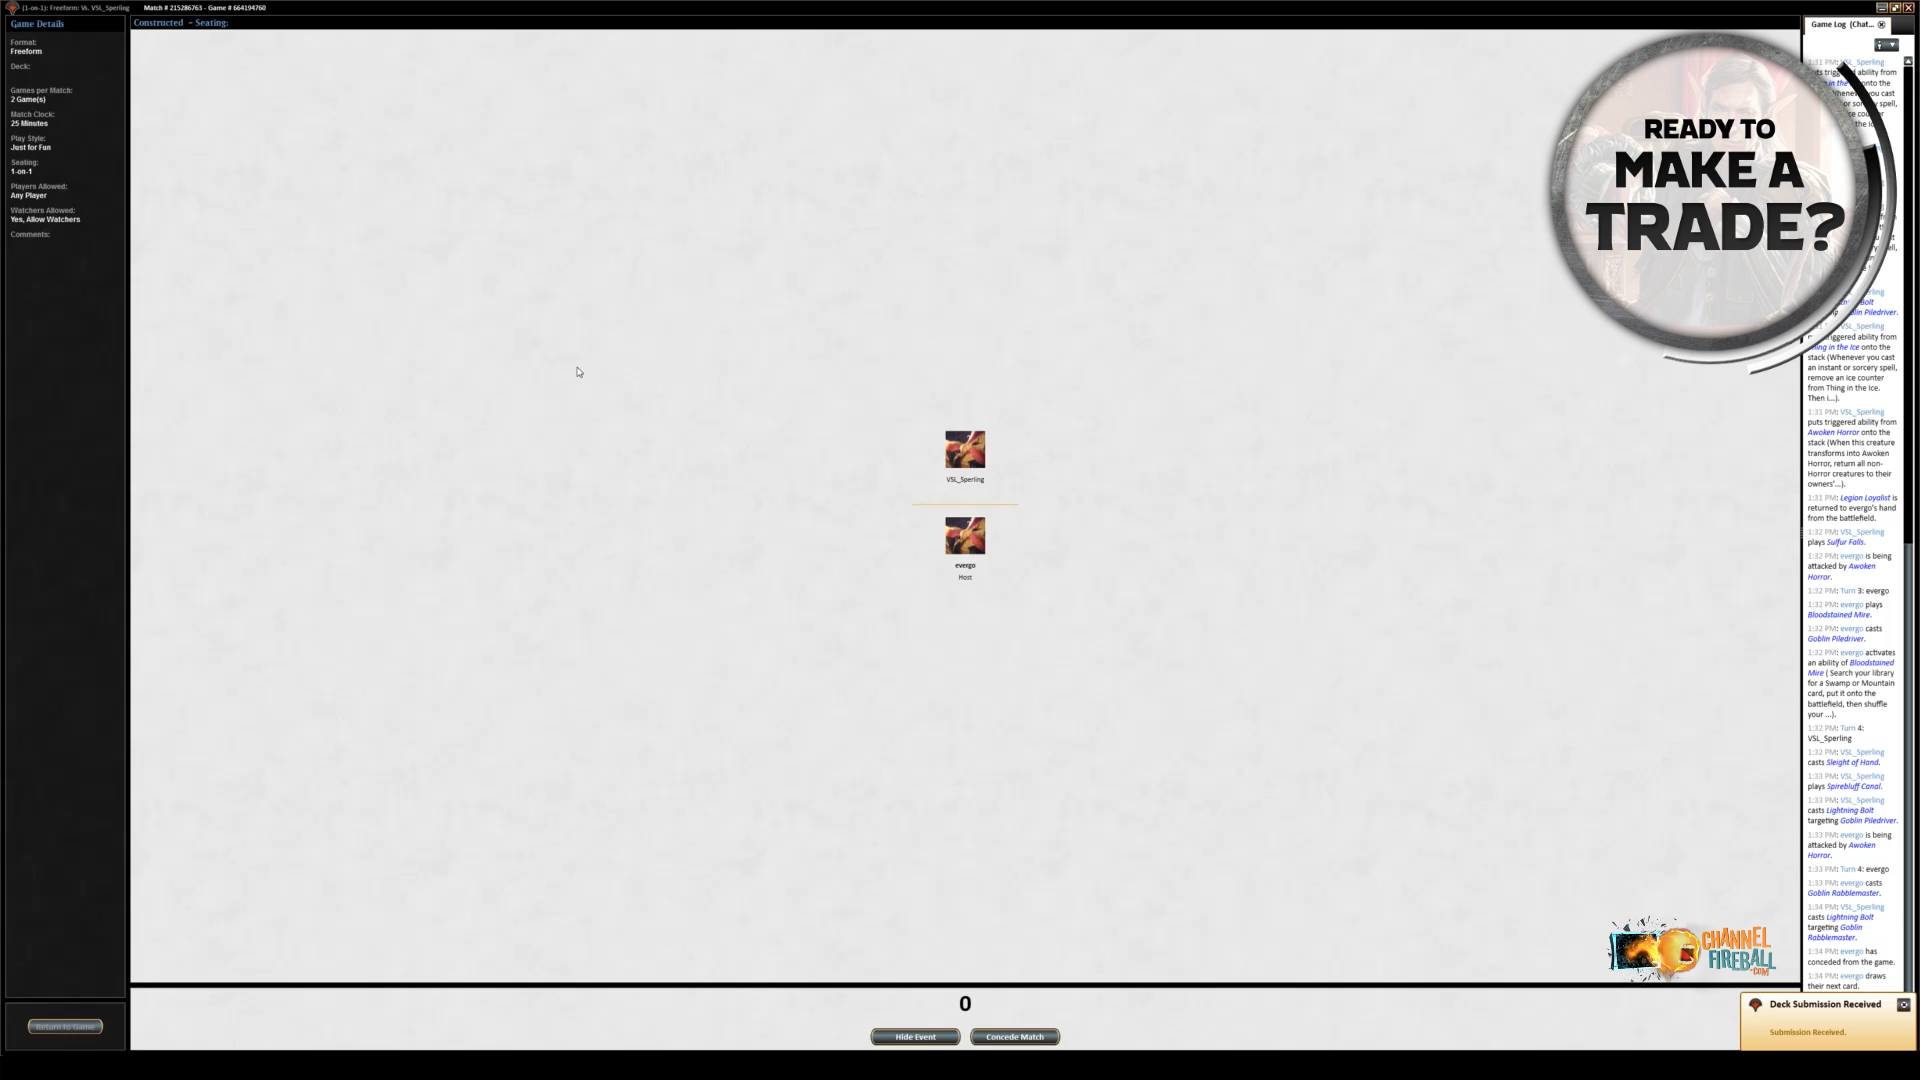 (1-on-1): Freeform: Vs. VSL_Sperling Match # 215286763 - Game # 664194760
Game Details
Format:
Freeform
Deck:
Games per Match:
2 Game(s)
Match Clock:
25 Minutes
Play Style:
Just for Fun
Seating:
1-on-1
Players Allowed:
Any Player
Watchers Allowed:
Yes, Allow Watchers
Comments:
Return to Game
Constructed - Seating:
VSL_Sperling
evergo
Host
0
Hide Event Concede Match
READY TO
MAKE A
TRADE?
CHANNEL
FIREBALL
.COM
Game Log (Chat...
triggered ability from
Thing in the Ice onto the
stack (Whenever you cast
an instant or sorcery spell,
remove an ice counter
from Thing in the Ice.
Then i...).
1:31 PM: VSL_Sperling
puts triggered ability from
Awoken Horror onto the
stack (When this creature
transforms into Awoken
Horror, return all non-
Horror creatures to their
owners'...).
1:31 PM: Legion Loyalist is
returned to evergo's hand
from the battlefield.
1:32 PM: VSL_Sperling
plays Sulfur Falls.
1:32 PM: evergo is being
attacked by Awoken
Horror.
1:32 PM: Turn 3: evergo
1:32 PM: evergo plays
Bloodstained Mire.
1:32 PM: evergo casts
Goblin Piledriver.
1:32 PM: evergo activates
an ability of Bloodstained
Mire ( Search your library
for a Swamp or Mountain
card, put it onto the
battlefield, then shuffle
your ...).
1:32 PM: Turn 4:
VSL_Sperling
1:32 PM: VSL_Sperling
casts Sleight of Hand.
1:33 PM: VSL_Sperling
plays Spirebluff Canal.
1:33 PM: VSL_Sperling
casts Lightning Bolt
targeting Goblin Piledriver.
1:33 PM: evergo is being
attacked by Awoken
Horror.
1:33 PM: Turn 4: evergo
1:33 PM: evergo casts
Goblin Rabblemaster.
1:34 PM: VSL_Sperling
casts Lightning Bolt
targeting Goblin
Rabblemaster.
1:34 PM: evergo has
conceded from the game.
1:34 PM: evergo draws
their next card.
Deck Submission Received
Submission Received.